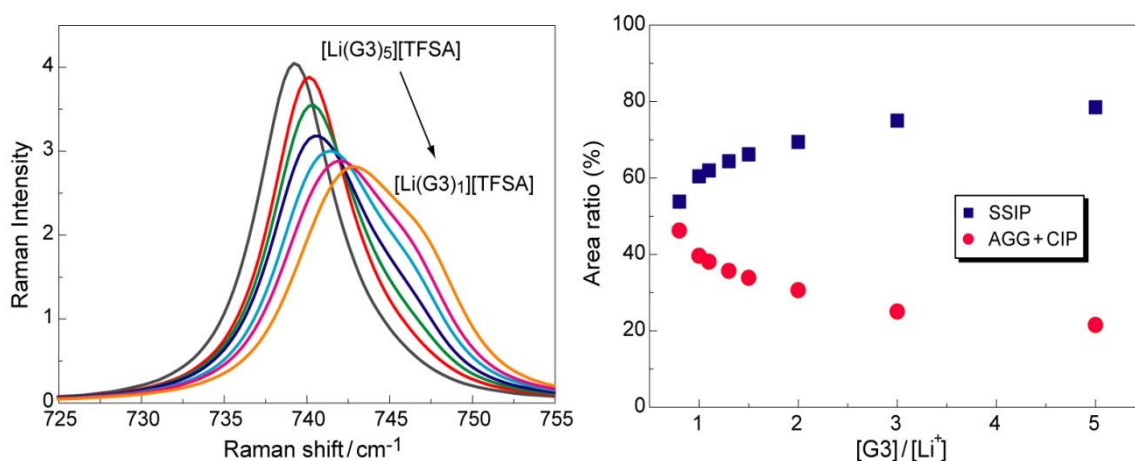 [Li(G3)₅][TFSA]
[Li(G3)₁][TFSA]
Raman Intensity
4
3
2
1
0
725 730 735 740 745 750 755
Raman shift/cm⁻¹
Area ratio (%)
100
80
60
40
20
0
SSIP
AGG+CIP
1 2 3 4 5
[G3]/[Li⁺]